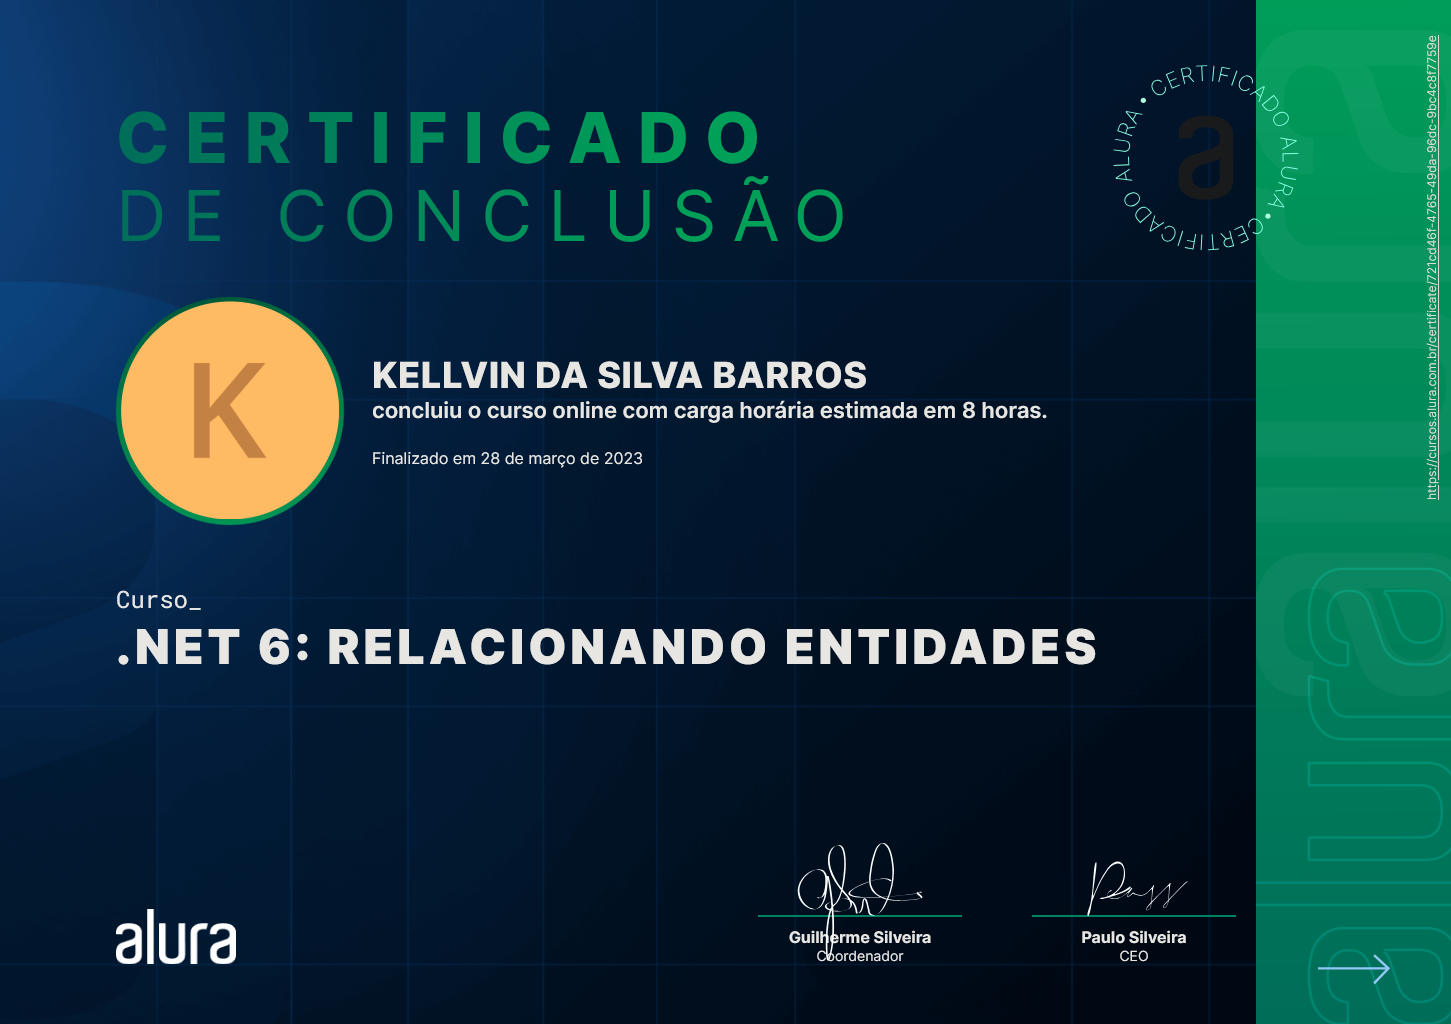 CERTIFICADO
DE CONCLUSÃO
CERTIFICADO ALURA • CERTIFICADO ALURA •
a
K
KELLVIN DA SILVA BARROS
concluiu o curso online com carga horária estimada em 8 horas.
Finalizado em 28 de março de 2023
Curso_
.NET 6: RELACIONANDO ENTIDADES
alura
Guilherme Silveira
Coordenador
Paulo Silveira
CEO
https://cursos.alura.com.br/certificate/721cd46f-4765-49da-96dc-9bc4c8f7759e
alura